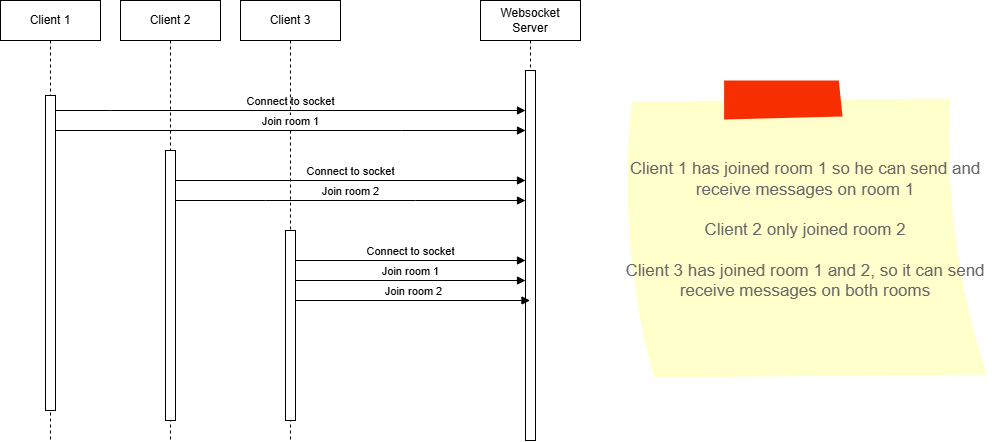 Client 1
Client 2
Client 3
Websocket
Server
Connect to socket
Join room 1
Connect to socket
Join room 2
Connect to socket
Join room 1
Join room 2
Client 1 has joined room 1 so he can send and
receive messages on room 1
Client 2 only joined room 2
Client 3 has joined room 1 and 2, so it can send
receive messages on both rooms